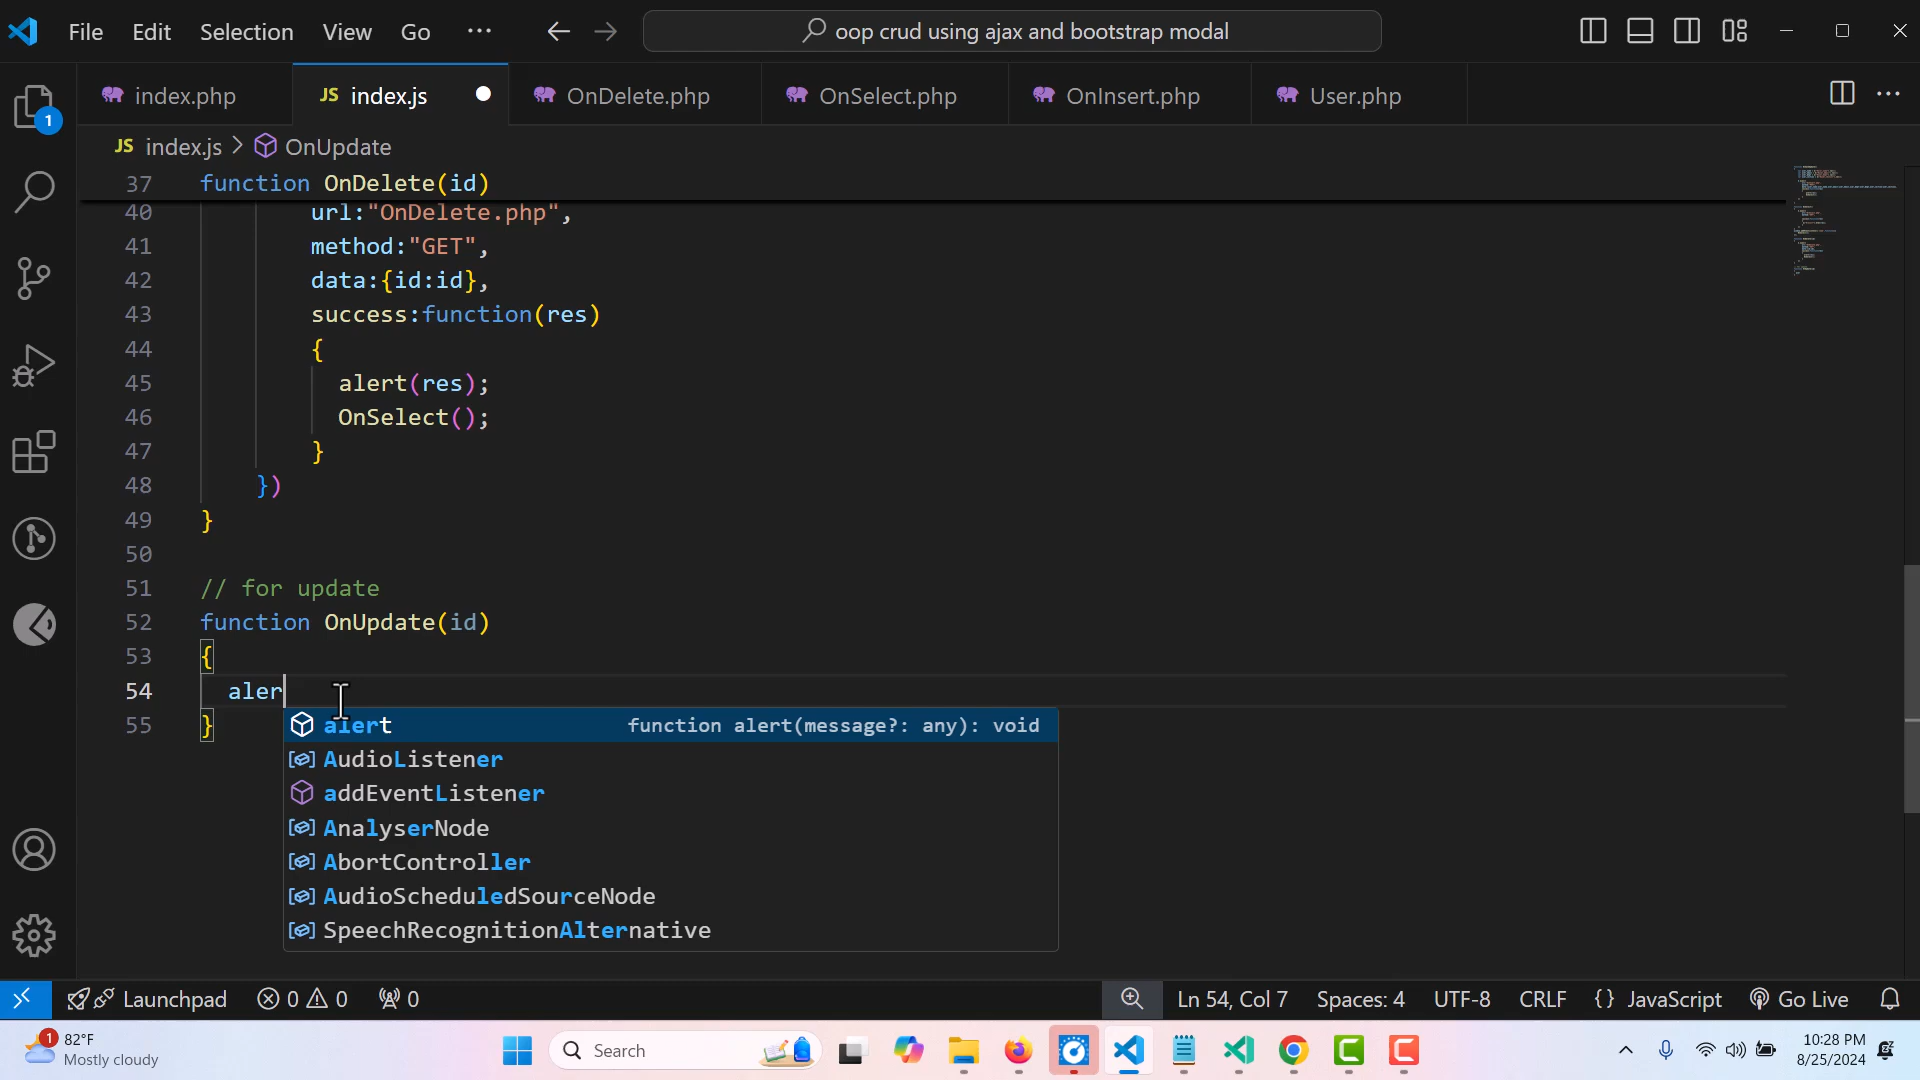 File Edit Selection View Go ··· oop crud using ajax and bootstrap modal
index.php JS index.js OnDelete.php OnSelect.php OnInsert.php User.php
1
JS index.js > OnUpdate
37 function OnDelete(id)
40 url:"OnDelete.php",
41 method:"GET",
42 data:{id:id},
43 success:function(res)
44 {
45 alert(res);
46 OnSelect();
47 }
48 })
49 }
50
51 // for update
52 function OnUpdate(id)
53 {
54 aler
55 }
alert function alert(message?: any): void
AudioListener
addEventListener
AnalyserNode
AbortController
AudioScheduledSourceNode
SpeechRecognitionAlternative
Launchpad 0 0 0 Ln 54, Col 7 Spaces: 4 UTF-8 CRLF {} JavaScript Go Live
1 82°F
Mostly cloudy
Search
10:28 PM
8/25/2024